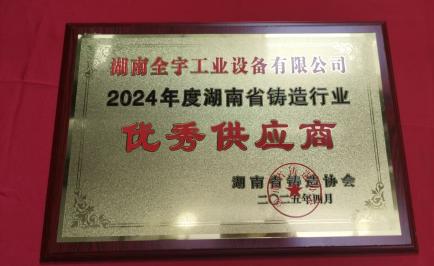 湖南全宇工业设备有限公司
2024年度湖南省铸造行业
优秀供应商
湖南省铸造协会
二〇二五年四月